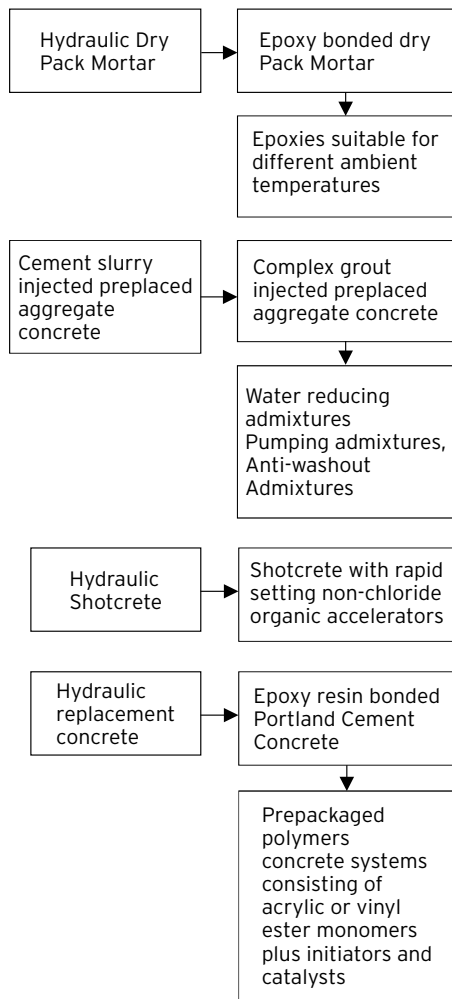 Hydraulic Dry
Pack Mortar
Epoxy bonded dry
Pack Mortar
Epoxies suitable for
different ambient
temperatures
Cement slurry
injected preplaced
aggregate
concrete
Complex grout
injected preplaced
aggregate concrete
Water reducing
admixtures
Pumping admixtures,
Anti-washout
Admixtures
Hydraulic
Shotcrete
Shotcrete with rapid
setting non-chloride
organic accelerators
Hydraulic
replacement
concrete
Epoxy resin bonded
Portland Cement
Concrete
Prepackaged
polymers
concrete systems
consisting of
acrylic or vinyl
ester monomers
plus initiators and
catalysts